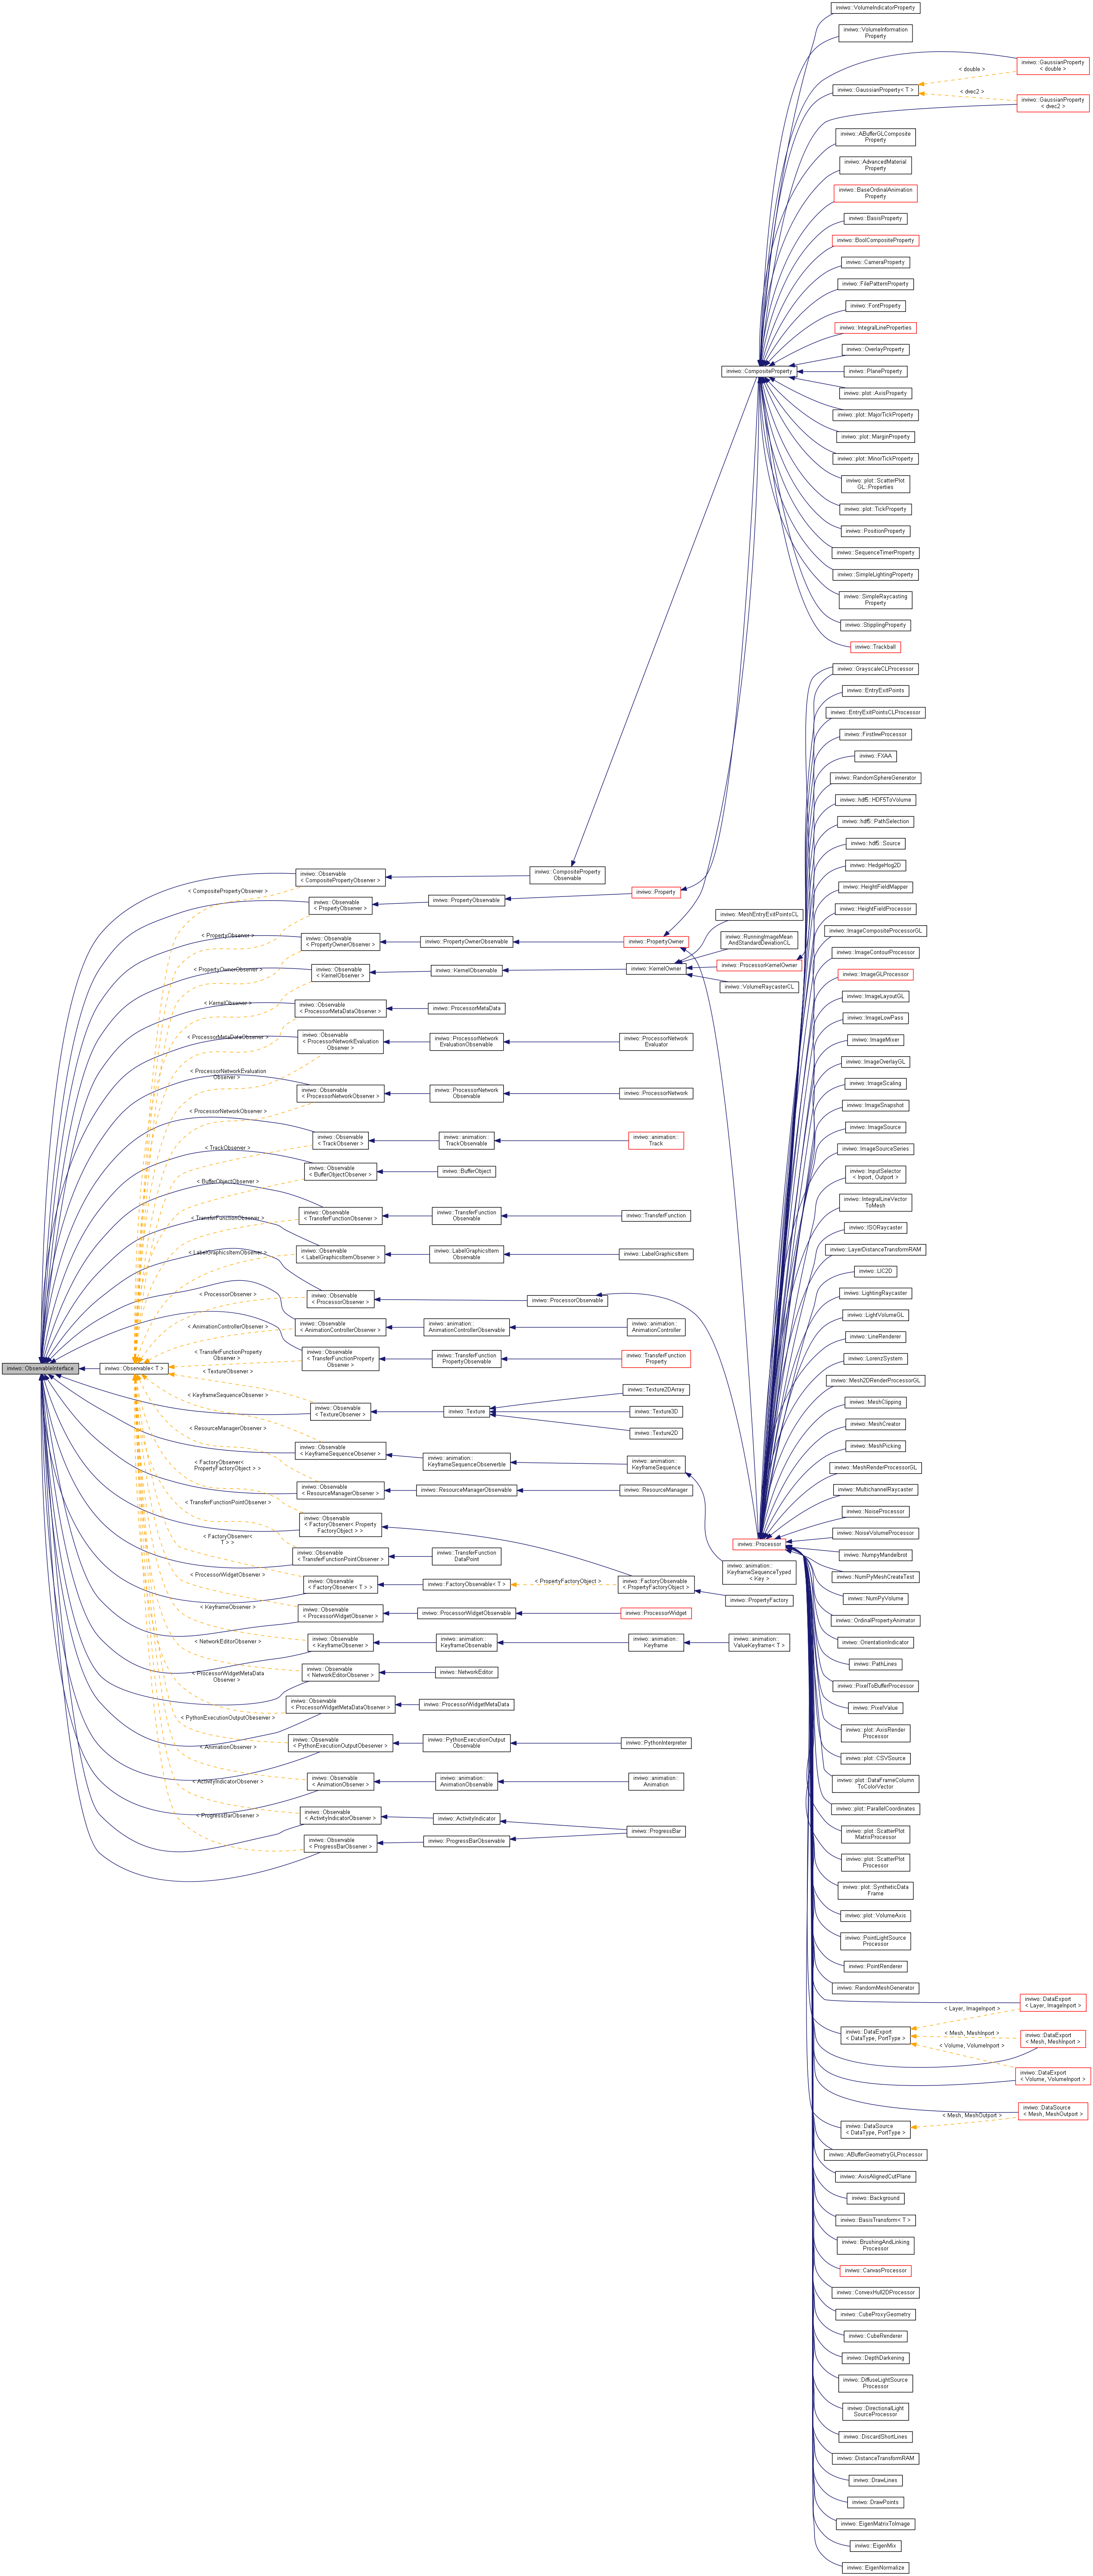 inviwo::VolumeIndicatorProperty
inviwo::VolumeInformation
Property
inviwo::GaussianProperty
< double >
< double >
inviwo::GaussianProperty< T >
< dvec2 >
inviwo::GaussianProperty
< dvec2 >
inviwo::ABufferGLComposite
Property
inviwo::AdvancedMaterial
Property
inviwo::BaseOrdinalAnimation
Property
inviwo::BasisProperty
inviwo::BoolCompositeProperty
inviwo::CameraProperty
inviwo::FilePatternProperty
inviwo::FontProperty
inviwo::IntegralLineProperties
inviwo::OverlayProperty
inviwo::CompositeProperty
inviwo::PlaneProperty
inviwo::plot::AxisProperty
inviwo::plot::MajorTickProperty
inviwo::plot::MarginProperty
inviwo::plot::MinorTickProperty
inviwo::plot::ScatterPlot
GL::Properties
inviwo::plot::TickProperty
inviwo::PositionProperty
inviwo::SequenceTimerProperty
inviwo::SimpleLightingProperty
inviwo::SimpleRaycasting
Property
inviwo::StipplingProperty
inviwo::Trackball
inviwo::GrayscaleCLProcessor
inviwo::EntryExitPoints
inviwo::EntryExitPointsCLProcessor
inviwo::FirstIvwProcessor
inviwo::FXAA
inviwo::RandomSphereGenerator
inviwo::hdf5::HDF5ToVolume
inviwo::hdf5::PathSelection
inviwo::hdf5::Source
inviwo::HedgeHog2D
inviwo::HeightFieldMapper
inviwo::HeightFieldProcessor
inviwo::ImageCompositeProcessorGL
inviwo::ImageContourProcessor
inviwo::ImageGLProcessor
inviwo::ImageLayoutGL
inviwo::ImageLowPass
inviwo::ImageMixer
inviwo::ImageOverlayGL
inviwo::ImageScaling
inviwo::ImageSnapshot
inviwo::ImageSource
inviwo::ImageSourceSeries
inviwo::InputSelector
< Inport, Outport >
inviwo::IntegralLineVector
ToMesh
inviwo::ISORaycaster
inviwo::LayerDistanceTransformRAM
inviwo::LIC2D
inviwo::LightingRaycaster
inviwo::LightVolumeGL
inviwo::LineRenderer
inviwo::LorenzSystem
inviwo::Mesh2DRenderProcessorGL
inviwo::MeshClipping
inviwo::MeshCreator
inviwo::MeshPicking
inviwo::MeshRenderProcessorGL
inviwo::MultichannelRaycaster
inviwo::NoiseProcessor
inviwo::NoiseVolumeProcessor
inviwo::NumpyMandelbrot
inviwo::NumPyMeshCreateTest
inviwo::NumPyVolume
inviwo::OrdinalPropertyAnimator
inviwo::OrientationIndicator
inviwo::PathLines
inviwo::PixelToBufferProcessor
inviwo::PixelValue
inviwo::plot::AxisRender
Processor
inviwo::plot::CSVSource
inviwo::plot::DataFrameColumn
ToColorVector
inviwo::plot::ParallelCoordinates
inviwo::plot::ScatterPlot
MatrixProcessor
inviwo::plot::ScatterPlot
Processor
inviwo::plot::SyntheticData
Frame
inviwo::plot::VolumeAxis
inviwo::PointLightSource
Processor
inviwo::PointRenderer
inviwo::RandomMeshGenerator
inviwo::DataExport
< Layer, ImageInport >
< Layer, ImageInport >
inviwo::DataExport
< DataType, PortType >
< Mesh, MeshInport >
inviwo::DataExport
< Mesh, MeshInport >
< Volume, VolumeInport >
inviwo::DataExport
< Volume, VolumeInport >
inviwo::DataSource
< Mesh, MeshOutport >
< Mesh, MeshOutport >
inviwo::DataSource
< DataType, PortType >
inviwo::ABufferGeometryGLProcessor
inviwo::AxisAlignedCutPlane
inviwo::Background
inviwo::BasisTransform< T >
inviwo::BrushingAndLinking
Processor
inviwo::CanvasProcessor
inviwo::ConvexHull2DProcessor
inviwo::CubeProxyGeometry
inviwo::CubeRenderer
inviwo::DepthDarkening
inviwo::DiffuseLightSource
Processor
inviwo::DirectionalLight
SourceProcessor
inviwo::DiscardShortLines
inviwo::DistanceTransformRAM
inviwo::DrawLines
inviwo::DrawPoints
inviwo::EigenMatrixToImage
inviwo::EigenMix
inviwo::EigenNormalize
inviwo::Processor
inviwo::ObservableInterface
inviwo::Observable< T >
< CompositePropertyObserver >
inviwo::Observable
< CompositePropertyObserver >
inviwo::CompositeProperty
Observable
< PropertyObserver >
inviwo::Observable
< PropertyObserver >
inviwo::PropertyObservable
inviwo::Property
< PropertyOwnerObserver >
inviwo::Observable
< PropertyOwnerObserver >
inviwo::PropertyOwnerObservable
inviwo::PropertyOwner
< KernelObserver >
inviwo::Observable
< KernelObserver >
inviwo::KernelObservable
inviwo::KernelOwner
inviwo::MeshEntryExitPointsCL
inviwo::RunningImageMean
AndStandardDeviationCL
inviwo::ProcessorKernelOwner
inviwo::VolumeRaycasterCL
< ProcessorMetaDataObserver >
inviwo::Observable
< ProcessorMetaDataObserver >
inviwo::ProcessorMetaData
< ProcessorNetworkEvaluation
Observer >
inviwo::Observable
< ProcessorNetworkEvaluation
Observer >
inviwo::ProcessorNetwork
EvaluationObservable
inviwo::ProcessorNetwork
Evaluator
< ProcessorNetworkObserver >
inviwo::Observable
< ProcessorNetworkObserver >
inviwo::ProcessorNetwork
Observable
inviwo::ProcessorNetwork
< TrackObserver >
inviwo::Observable
< TrackObserver >
inviwo::animation::
TrackObservable
inviwo::animation::
Track
< BufferObjectObserver >
inviwo::Observable
< BufferObjectObserver >
inviwo::BufferObject
< TransferFunctionObserver >
inviwo::Observable
< TransferFunctionObserver >
inviwo::TransferFunction
Observable
inviwo::TransferFunction
< LabelGraphicsItemObserver >
inviwo::Observable
< LabelGraphicsItemObserver >
inviwo::LabelGraphicsItem
Observable
inviwo::LabelGraphicsItem
< ProcessorObserver >
inviwo::Observable
< ProcessorObserver >
inviwo::ProcessorObservable
< AnimationControllerObserver >
inviwo::Observable
< AnimationControllerObserver >
inviwo::animation::
AnimationControllerObservable
inviwo::animation::
AnimationController
< TransferFunctionProperty
Observer >
inviwo::Observable
< TransferFunctionProperty
Observer >
inviwo::TransferFunction
PropertyObservable
inviwo::TransferFunction
Property
< TextureObserver >
inviwo::Observable
< TextureObserver >
inviwo::Texture
inviwo::Texture2DArray
inviwo::Texture3D
inviwo::Texture2D
< KeyframeSequenceObserver >
inviwo::Observable
< KeyframeSequenceObserver >
inviwo::animation::
KeyframeSequenceObserverble
inviwo::animation::
KeyframeSequence
inviwo::animation::
KeyframeSequenceTyped
< Key >
< ResourceManagerObserver >
inviwo::Observable
< ResourceManagerObserver >
inviwo::ResourceManagerObservable
inviwo::ResourceManager
< FactoryObserver<
PropertyFactoryObject > >
inviwo::Observable
< FactoryObserver< Property
FactoryObject > >
< TransferFunctionPointObserver >
inviwo::Observable
< TransferFunctionPointObserver >
inviwo::TransferFunction
DataPoint
< FactoryObserver<
T > >
inviwo::Observable
< FactoryObserver< T > >
inviwo::FactoryObservable< T >
< PropertyFactoryObject >
inviwo::FactoryObservable
< PropertyFactoryObject >
inviwo::PropertyFactory
< ProcessorWidgetObserver >
inviwo::Observable
< ProcessorWidgetObserver >
inviwo::ProcessorWidgetObservable
inviwo::ProcessorWidget
< KeyframeObserver >
inviwo::Observable
< KeyframeObserver >
inviwo::animation::
KeyframeObservable
inviwo::animation::
Keyframe
inviwo::animation::
ValueKeyframe< T >
< NetworkEditorObserver >
inviwo::Observable
< NetworkEditorObserver >
inviwo::NetworkEditor
< ProcessorWidgetMetaData
Observer >
inviwo::Observable
< ProcessorWidgetMetaDataObserver >
inviwo::ProcessorWidgetMetaData
< PythonExecutionOutputObeserver >
inviwo::Observable
< PythonExecutionOutputObeserver >
inviwo::PythonExecutionOutput
Observable
inviwo::PythonInterpreter
< AnimationObserver >
inviwo::Observable
< AnimationObserver >
inviwo::animation::
AnimationObservable
inviwo::animation::
Animation
< ActivityIndicatorObserver >
inviwo::Observable
< ActivityIndicatorObserver >
inviwo::ActivityIndicator
inviwo::ProgressBar
< ProgressBarObserver >
inviwo::Observable
< ProgressBarObserver >
inviwo::ProgressBarObservable